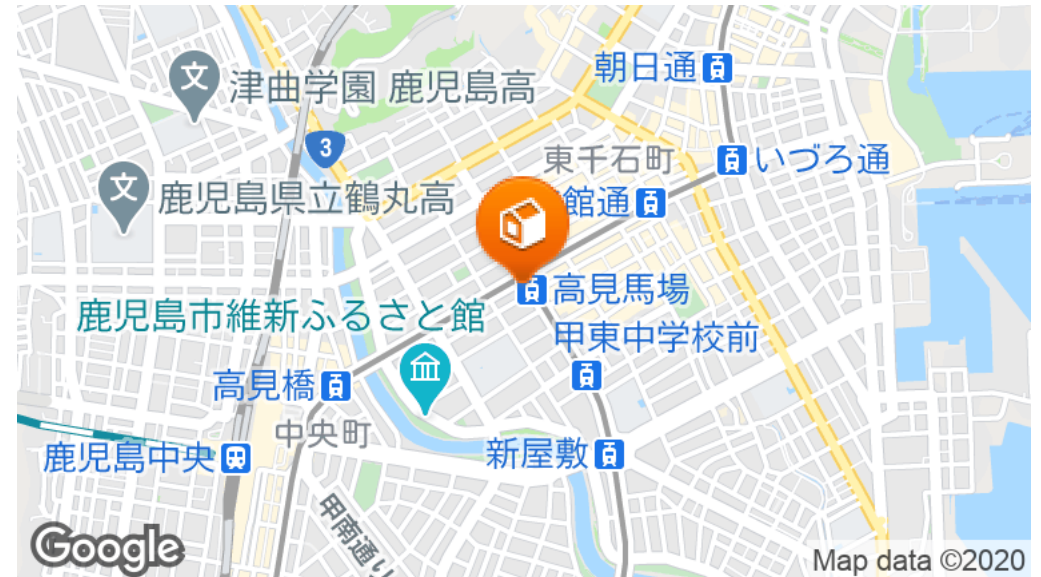 朝日通
文
津曲学園 鹿児島高
3
東千石町
いづろ通
文
鹿児島県立鶴丸高
館通
高見馬場
鹿児島市維新ふるさと館
甲東中学校前
高見橋
中央町
鹿児島中央
新屋敷
甲南通り
Google
Map data ©2020